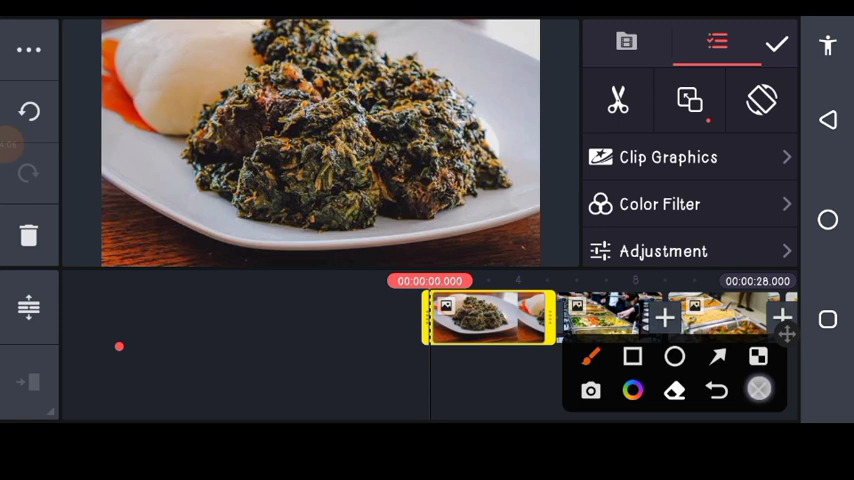 Clip Graphics
Color Filter
Adjustment
00:00:00.000
4
8
00:00:28.000